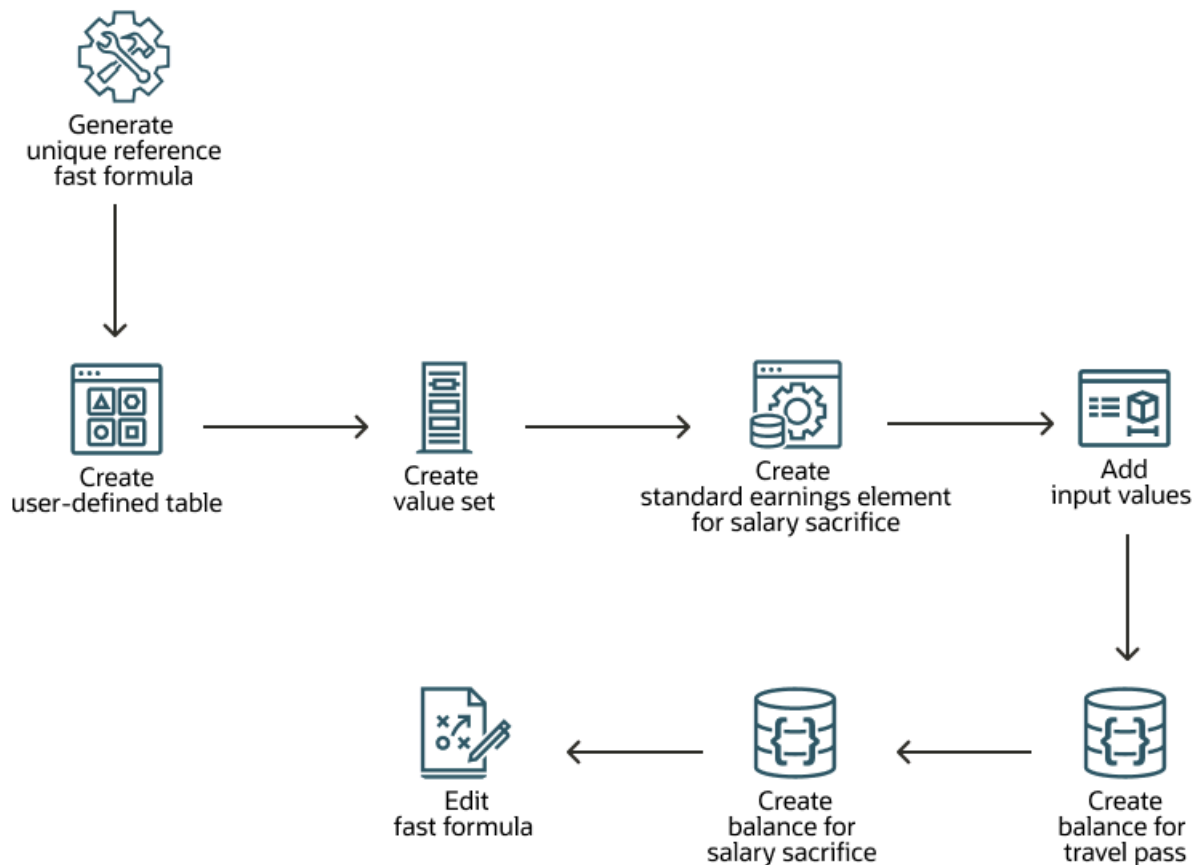 Generate
unique reference
fast formula
Create
user-defined table
Create
value set
Create
standard earnings element
for salary sacrifice
Add
input values
Create
balance for
travel pass
Create
balance for
salary sacrifice
Edit
fast formula